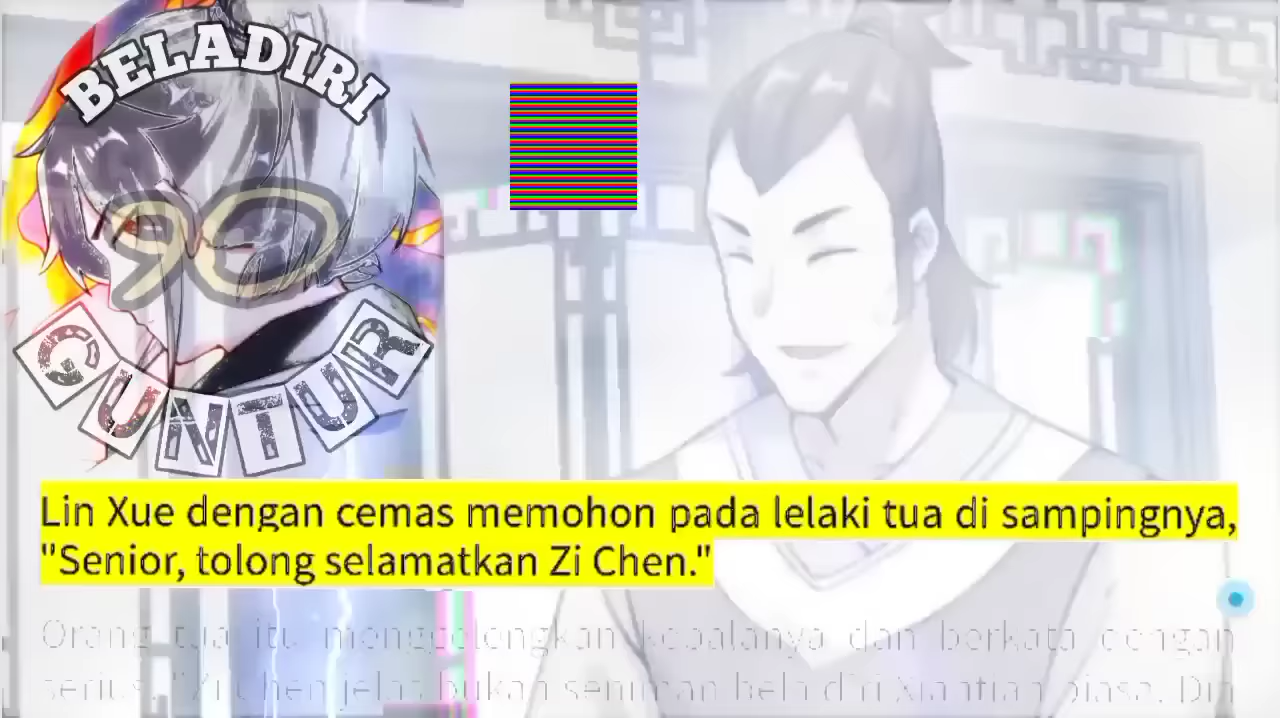 BELADIRI
90
GUNTUR
Lin Xue dengan cemas memohon pada lelaki tua di sampingnya,
"Senior, tolong selamatkan Zi Chen."
Orang tua itu menggelengkan kepalanya dan berkata dengan
serius, "Zi Chen jelas bukan seniman bela diri Xiantian biasa. Din